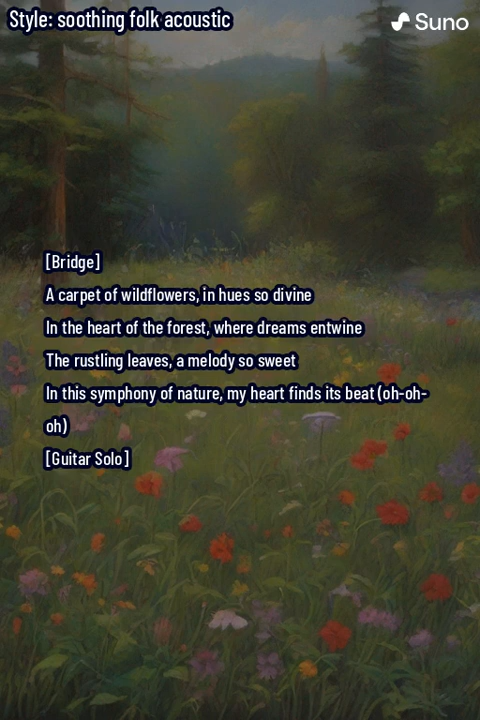 Style: soothing folk acoustic
Suno
[Bridge]
A carpet of wildflowers, in hues so divine
In the heart of the forest, where dreams entwine
The rustling leaves, a melody so sweet
In this symphony of nature, my heart finds its beat (oh-oh-
oh)
[Guitar Solo]